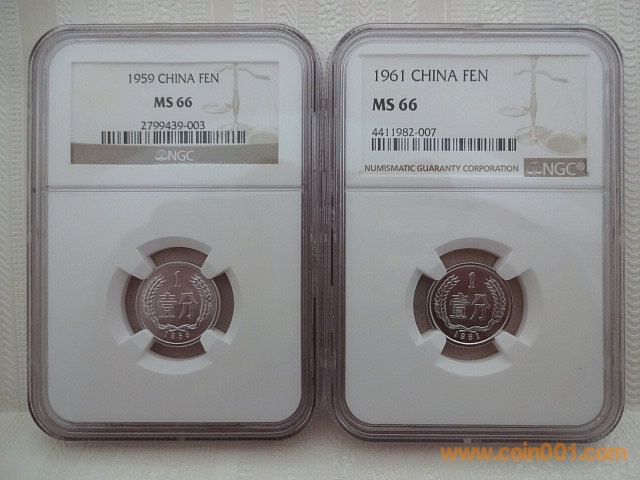 1959 CHINA FEN
MS 66
2799439-003
NGC
1
壹分
1959
1961 CHINA FEN
MS 66
4411982-007
NUMISMATIC GUARANTY CORPORATION NGC®
1
壹分
1961
www.coin001.com